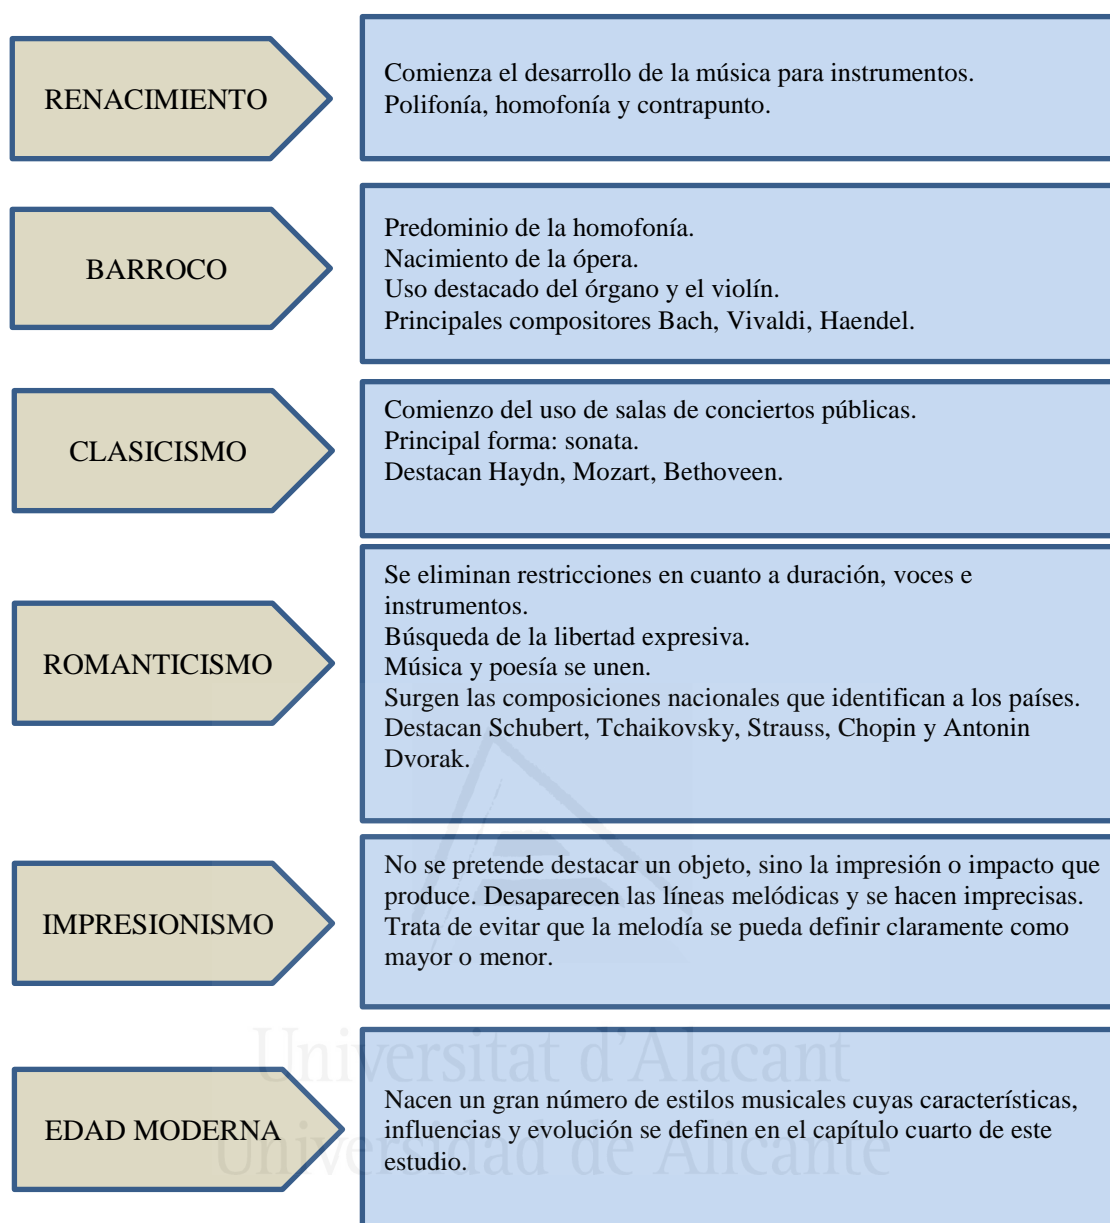 RENACIMIENTO
Comienza el desarrollo de la música para instrumentos.
Polifonía, homofonía y contrapunto.
BARROCO
Predominio de la homofonía.
Nacimiento de la ópera.
Uso destacado del órgano y el violín.
Principales compositores Bach, Vivaldi, Haendel.
CLASICISMO
Comienzo del uso de salas de conciertos públicas.
Principal forma: sonata.
Destacan Haydn, Mozart, Bethoveen.
ROMANTICISMO
Se eliminan restricciones en cuanto a duración, voces e
instrumentos.
Búsqueda de la libertad expresiva.
Música y poesía se unen.
Surgen las composiciones nacionales que identifican a los países.
Destacan Schubert, Tchaikovsky, Strauss, Chopin y Antonin
Dvorak.
IMPRESIONISMO
No se pretende destacar un objeto, sino la impresión o impacto que
produce. Desaparecen las líneas melódicas y se hacen imprecisas.
Trata de evitar que la melodía se pueda definir claramente como
mayor o menor.
Universitat d'Alacant
Universidad de Alicante
EDAD MODERNA
Nacen un gran número de estilos musicales cuyas características,
influencias y evolución se definen en el capítulo cuarto de este
estudio.